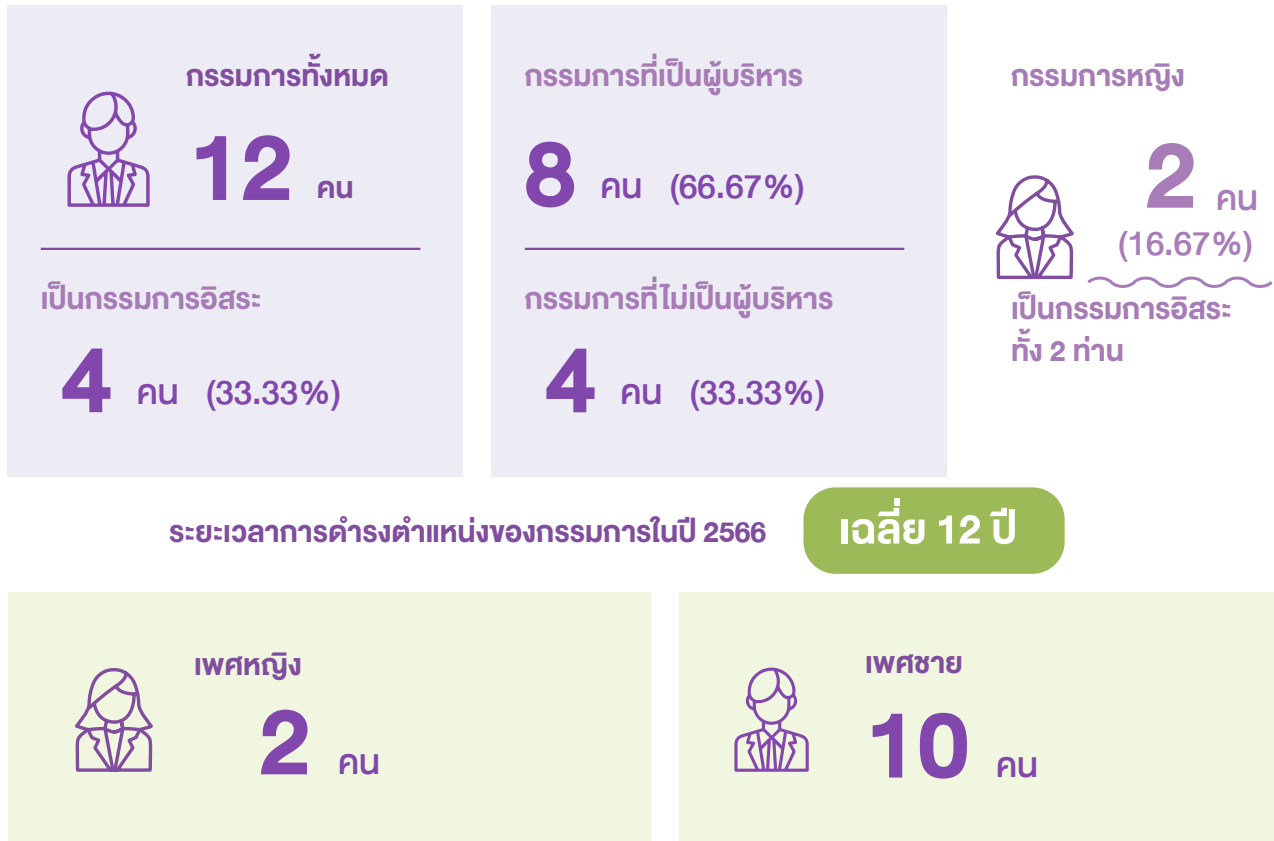 กรรมการทั้งหมด
12 คน
เป็นกรรมการอิสระ
4 คน (33.33%)
กรรมการที่เป็นผู้บริหาร
8 คน (66.67%)
กรรมการที่ไม่เป็นผู้บริหาร
4 คน (33.33%)
กรรมการหญิง
2 คน
(16.67%)
เป็นกรรมการอิสระ
ทั้ง 2 ท่าน
ระยะเวลาการดำรงตำแหน่งของกรรมการในปี 2566
เฉลี่ย 12 ปี
เพศหญิง
2 คน
เพศชาย
10 คน